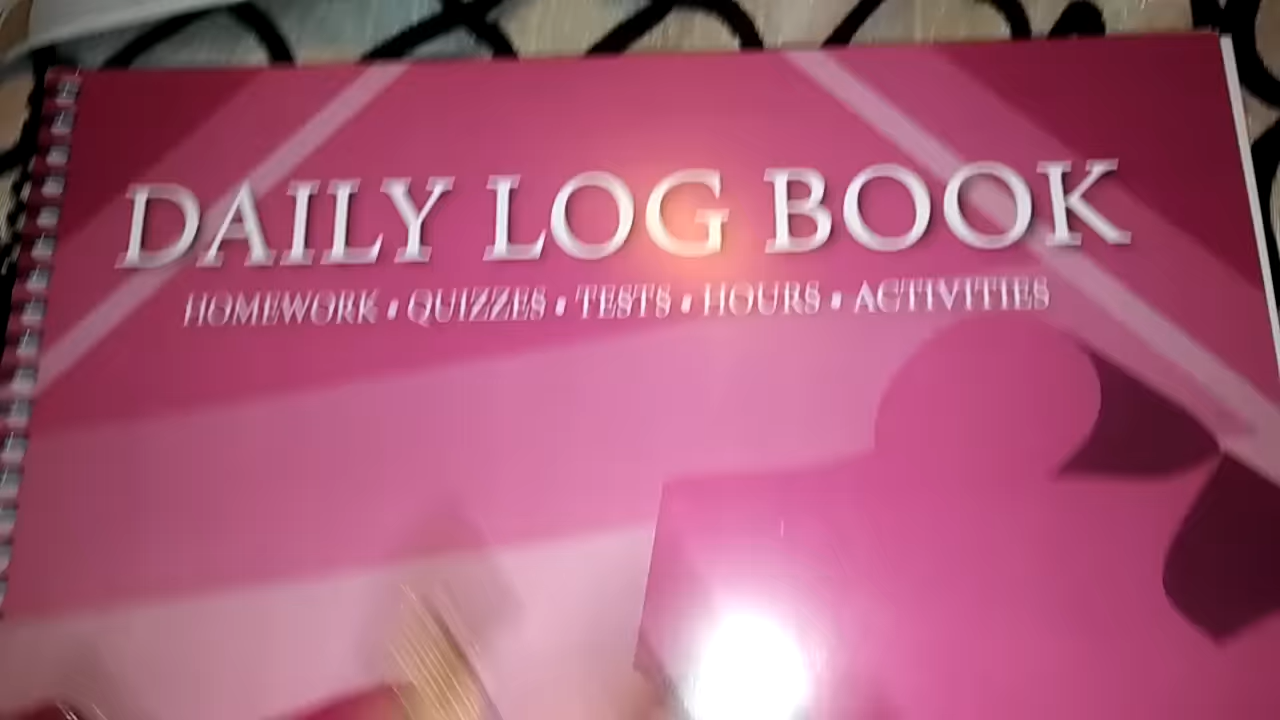 DAILY LOG BOOK
HOMEWORK • QUIZZES • TESTS • HOURS • ACTIVITIES